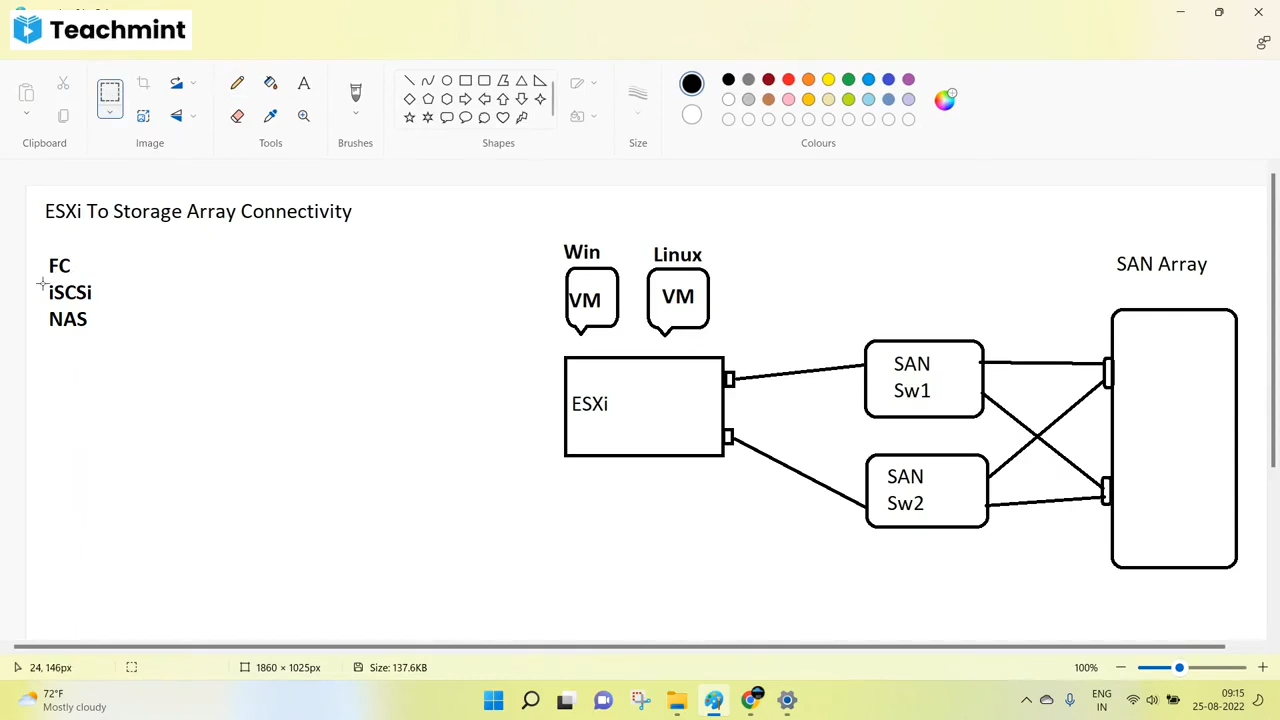 Teachmint
Clipboard
Image
Tools
Brushes
Shapes
Size
Colours
ESXi To Storage Array Connectivity
FC
iSCSi
NAS
Win
Linux
VM
VM
ESXi
SAN
Sw1
SAN
Sw2
SAN Array
24, 146px
1860 × 1025px
Size: 137.6KB
100%
72°F
Mostly cloudy
ENG
IN
09:15
25-08-2022